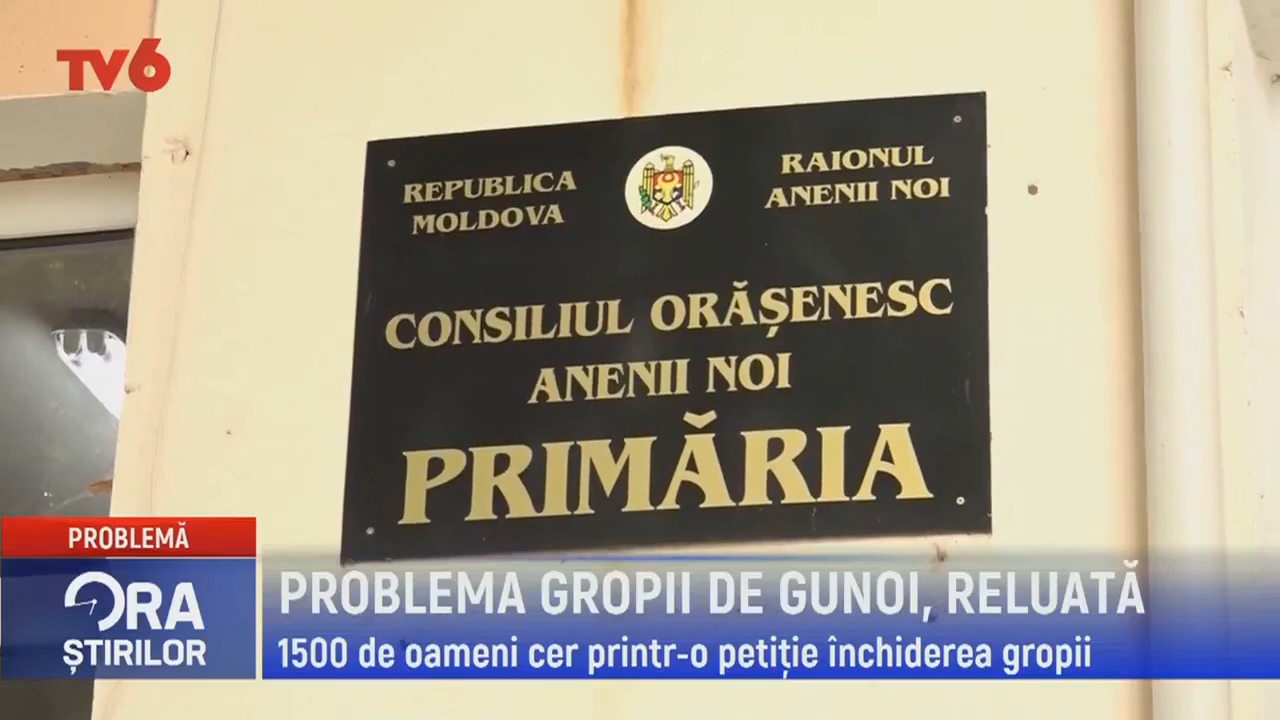 TV6
REPUBLICA
MOLDOVA
RAIONUL
ANENII NOI
CONSILIUL ORĂȘENESC
ANENII NOI
PRIMĂRIA
PROBLEMĂ
ORA
ȘTIRILOR
PROBLEMA GROPII DE GUNOI, RELUATĂ
1500 de oameni cer printr-o petiție închiderea gropii